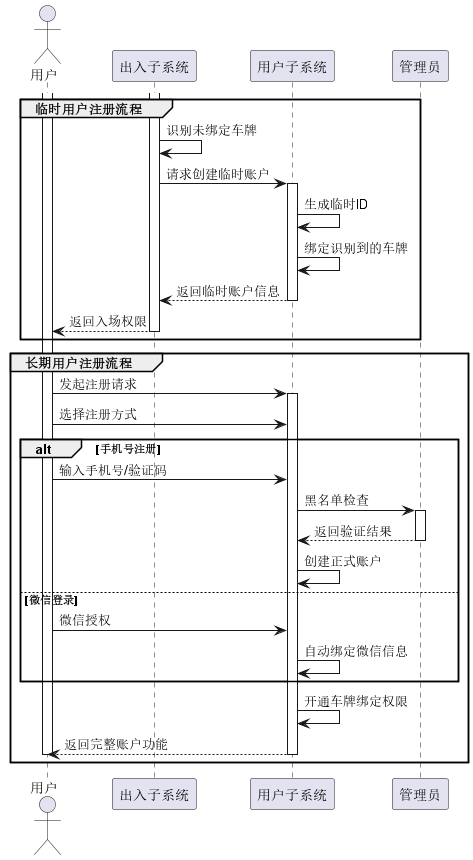 用户
出入子系统
用户子系统
管理员
临时用户注册流程
识别未绑定车牌
请求创建临时账户
生成临时ID
绑定识别到的车牌
返回临时账户信息
返回入场权限
长期用户注册流程
发起注册请求
选择注册方式
alt [手机号注册]
输入手机号/验证码
黑名单检查
返回验证结果
创建正式账户
[微信登录]
微信授权
自动绑定微信信息
开通车牌绑定权限
返回完整账户功能
用户
出入子系统
用户子系统
管理员